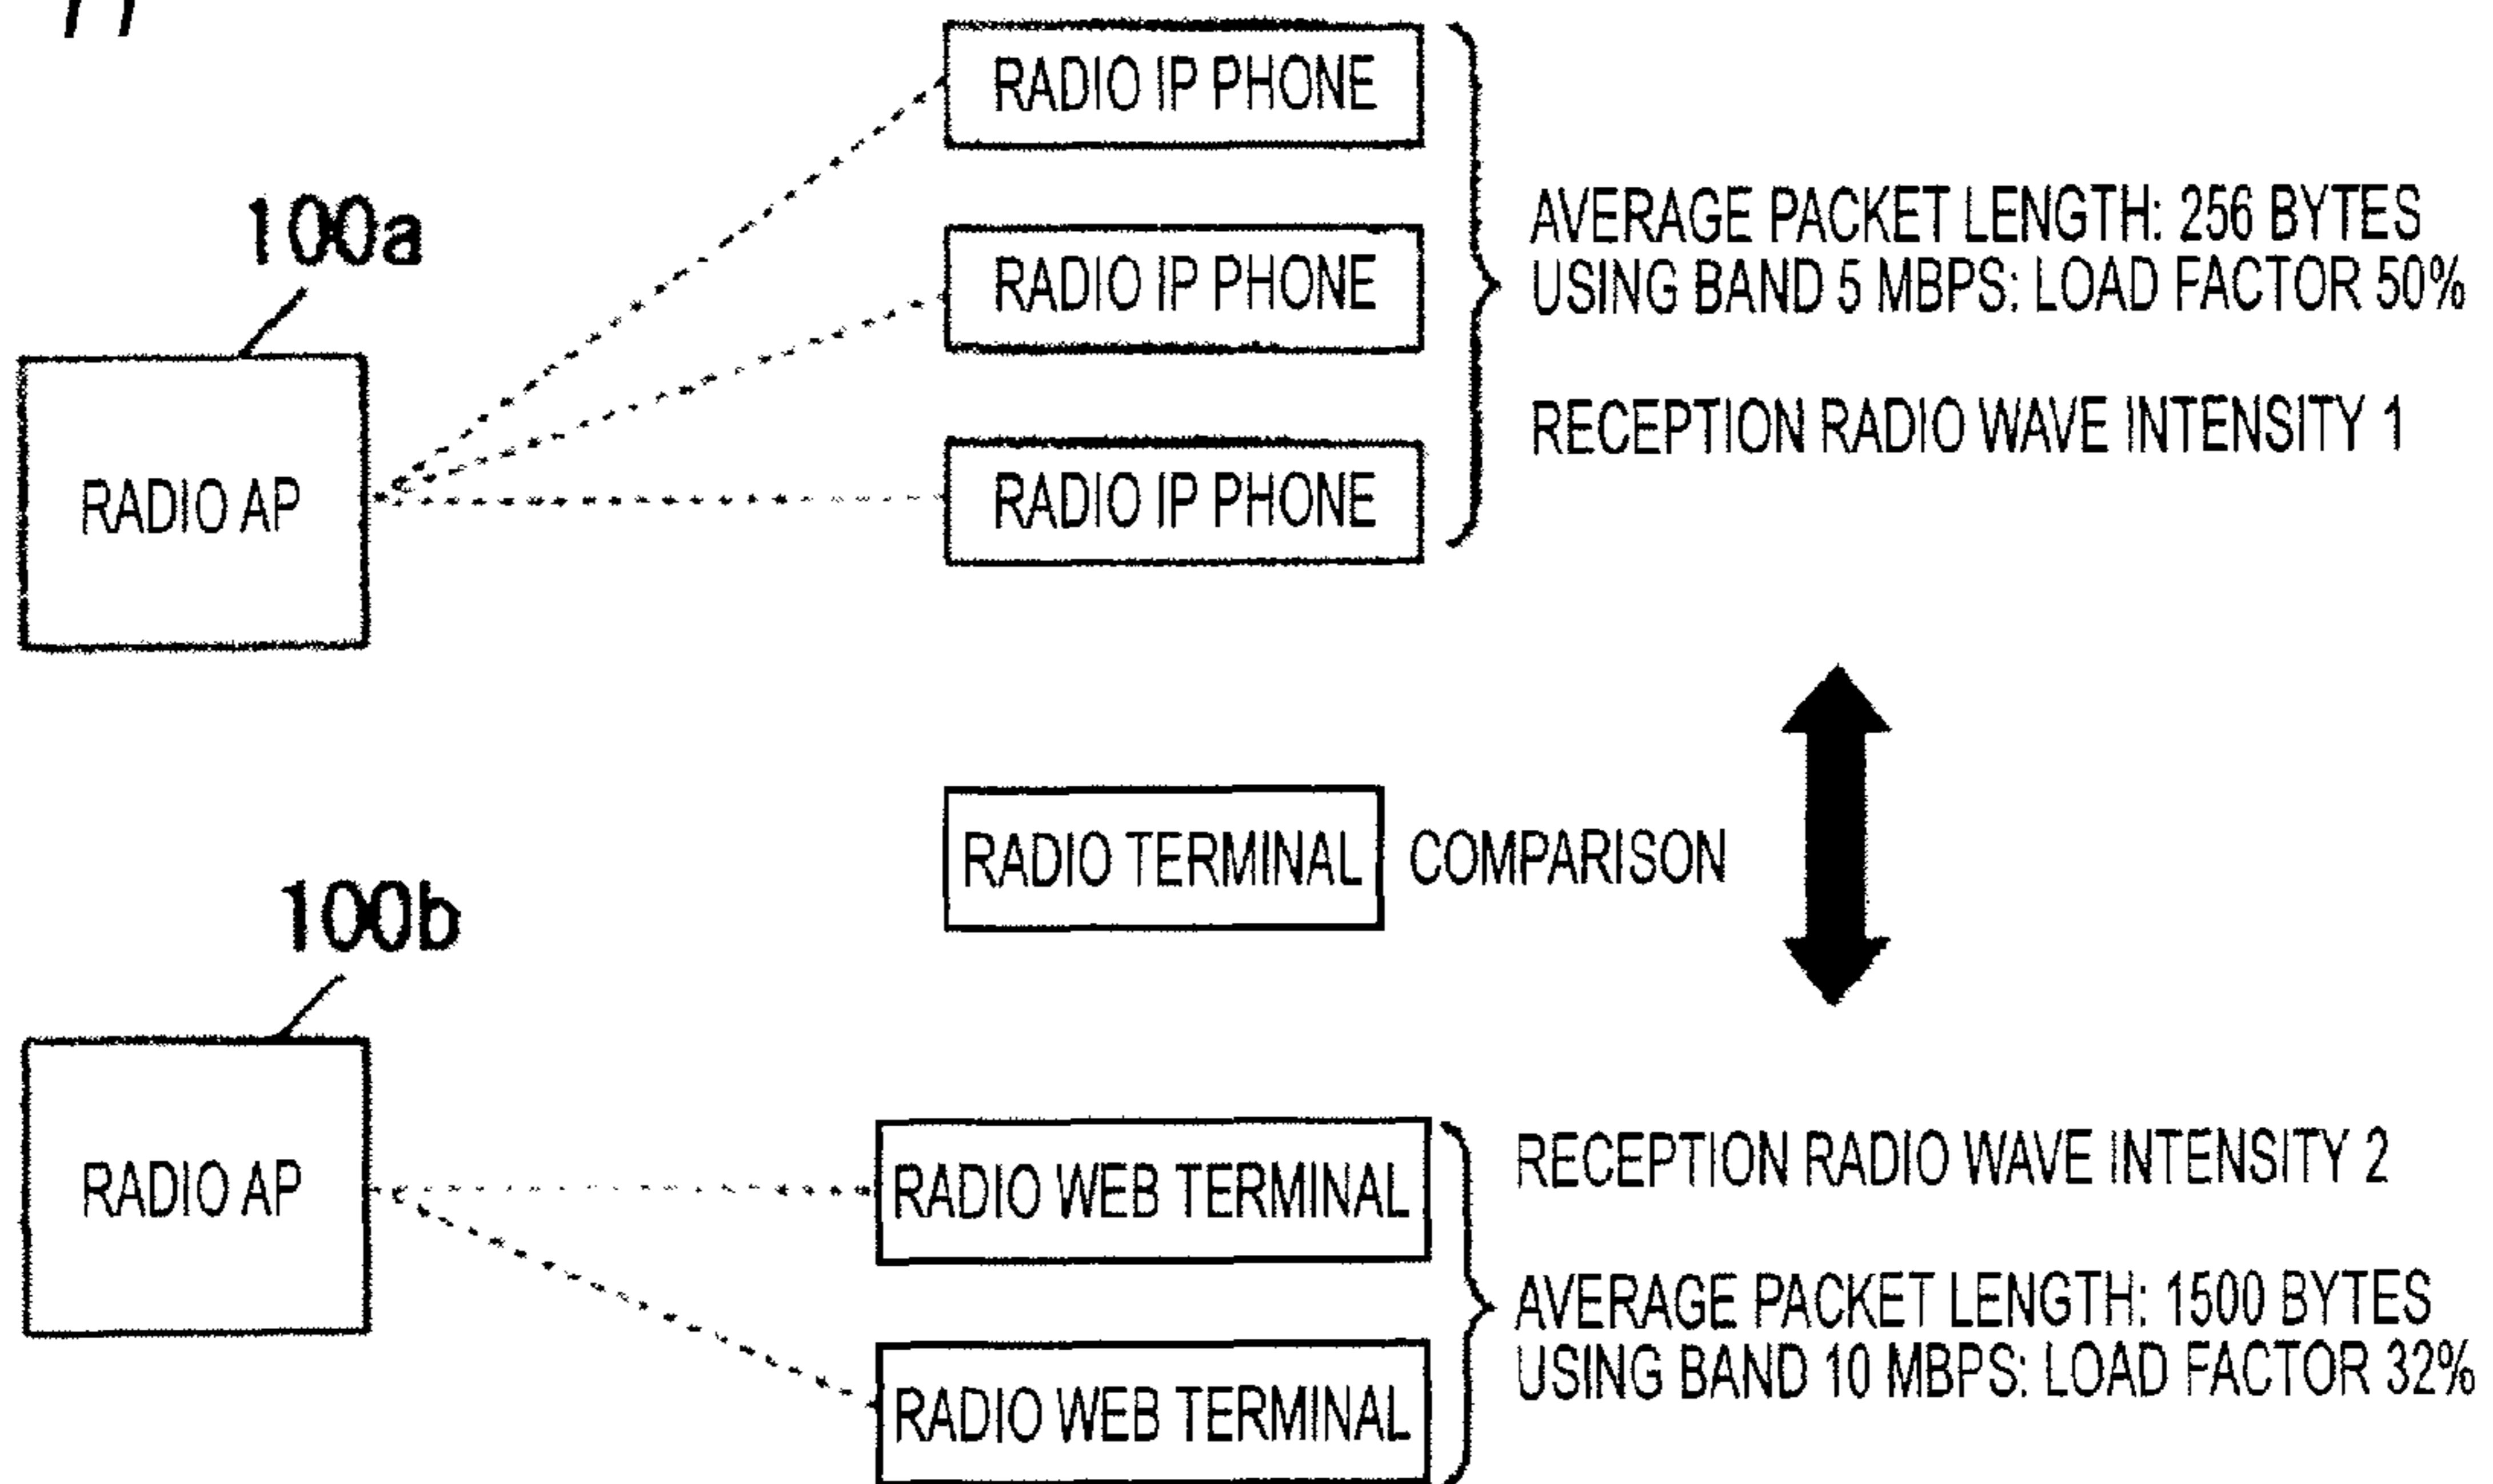 RADIO IP PHONE
100a
RADIO IP PHONE
AVERAGE PACKET LENGTH: 256 BYTES
USING BAND 5 MBPS: LOAD FACTOR 50%
RADIO AP
RADIO IP PHONE
RECEPTION RADIO WAVE INTENSITY 1
RADIO TERMINAL
COMPARISON
100b
RADIO AP
RADIO WEB TERMINAL
RECEPTION RADIO WAVE INTENSITY 2
AVERAGE PACKET LENGTH: 1500 BYTES
USING BAND 10 MBPS: LOAD FACTOR 32%
RADIO WEB TERMINAL